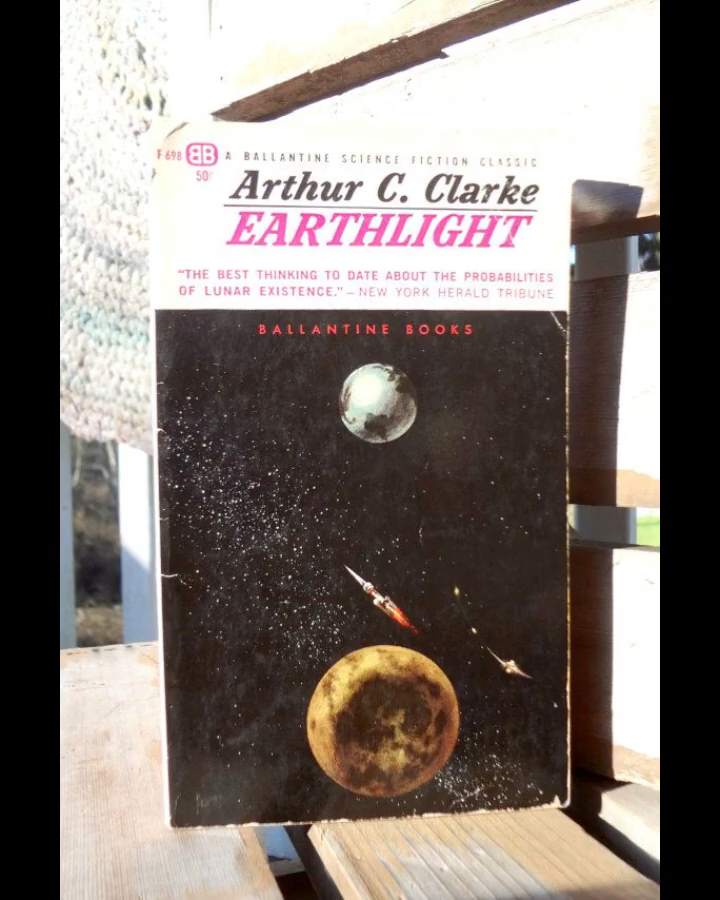 F 698 BB A BALLANTINE SCIENCE FICTION CLASSIC
50¢
Arthur C. Clarke
EARTHLIGHT
"THE BEST THINKING TO DATE ABOUT THE PROBABILITIES
OF LUNAR EXISTENCE." – NEW YORK HERALD TRIBUNE
BALLANTINE BOOKS